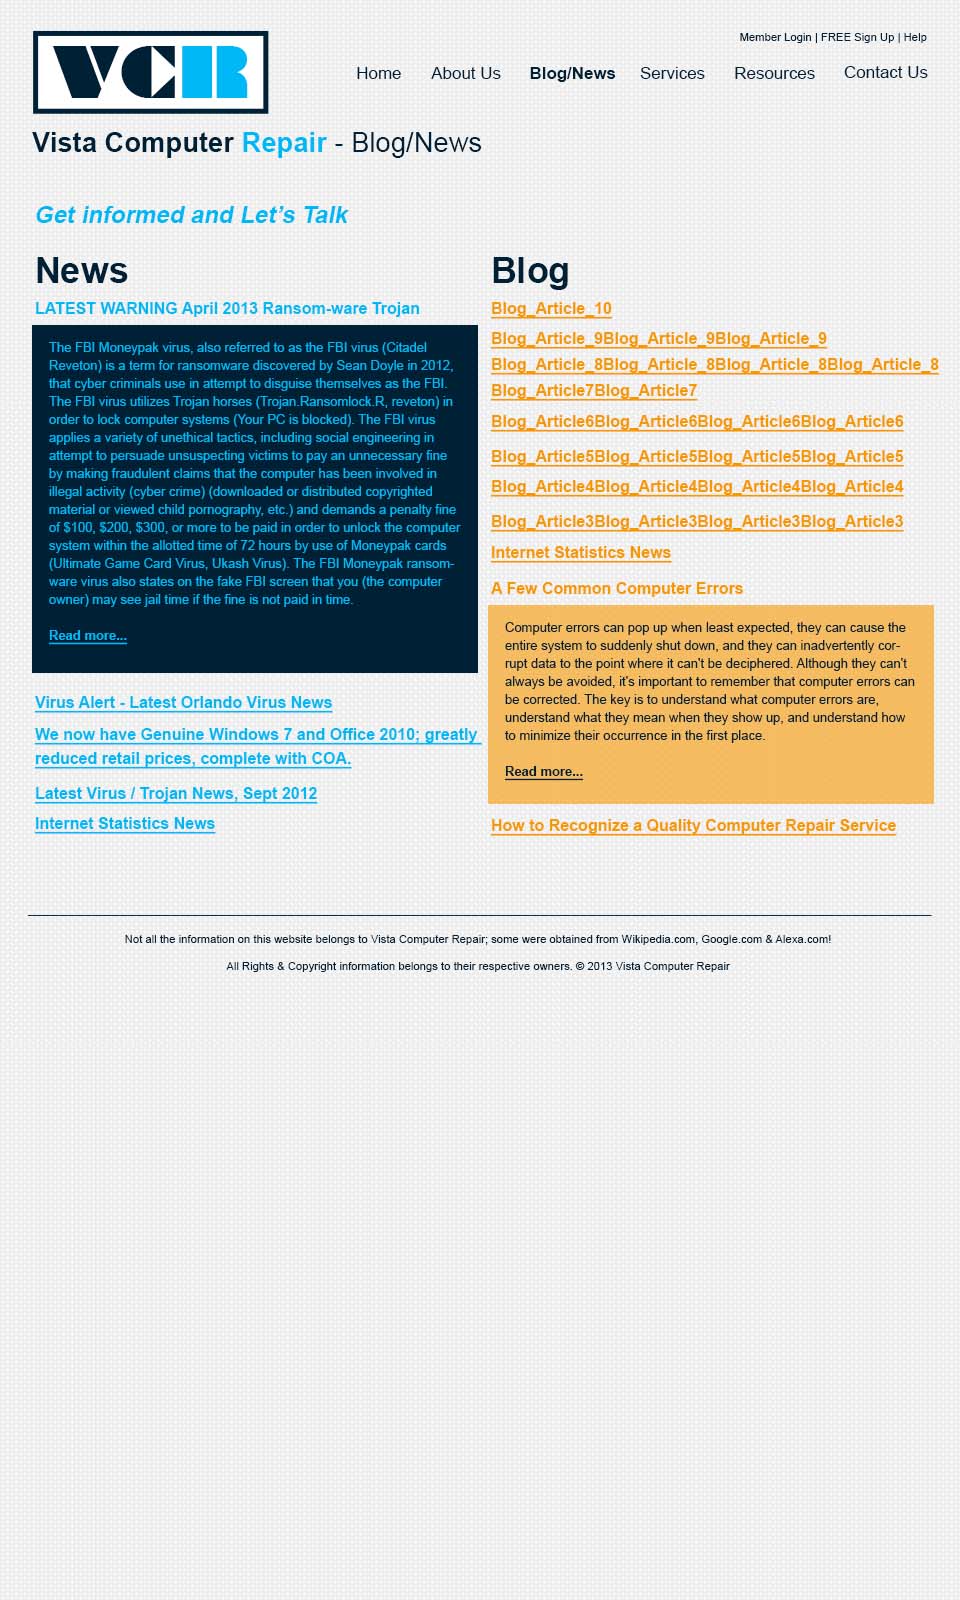 VCR
Member Login | FREE Sign Up | Help
Home About Us Blog/News Services Resources Contact Us
Vista Computer Repair - Blog/News
Get informed and Let’s Talk
News
LATEST WARNING April 2013 Ransom-ware Trojan
The FBI Moneypak virus, also referred to as the FBI virus (Citadel
Reveton) is a term for ransomware discovered by Sean Doyle in 2012,
that cyber criminals use in attempt to disguise themselves as the FBI.
The FBI virus utilizes Trojan horses (Trojan.Ransomlock.R, reveton) in
order to lock computer systems (Your PC is blocked). The FBI virus
applies a variety of unethical tactics, including social engineering in
attempt to persuade unsuspecting victims to pay an unnecessary fine
by making fraudulent claims that the computer has been involved in
illegal activity (cyber crime) (downloaded or distributed copyrighted
material or viewed child pornography, etc.) and demands a penalty fine
of $100, $200, $300, or more to be paid in order to unlock the computer
system within the allotted time of 72 hours by use of Moneypak cards
(Ultimate Game Card Virus, Ukash Virus). The FBI Moneypak ransom-
ware virus also states on the fake FBI screen that you (the computer
owner) may see jail time if the fine is not paid in time.
Read more...
Virus Alert - Latest Orlando Virus News
We now have Genuine Windows 7 and Office 2010; greatly
reduced retail prices, complete with COA.
Latest Virus / Trojan News, Sept 2012
Internet Statistics News
Blog
Blog_Article_10
Blog_Article_9Blog_Article_9Blog_Article_9
Blog_Article_8Blog_Article_8Blog_Article_8Blog_Article_8
Blog_Article7Blog_Article7
Blog_Article6Blog_Article6Blog_Article6Blog_Article6
Blog_Article5Blog_Article5Blog_Article5Blog_Article5
Blog_Article4Blog_Article4Blog_Article4Blog_Article4
Blog_Article3Blog_Article3Blog_Article3Blog_Article3
Internet Statistics News
A Few Common Computer Errors
Computer errors can pop up when least expected, they can cause the
entire system to suddenly shut down, and they can inadvertently cor-
rupt data to the point where it can't be deciphered. Although they can't
always be avoided, it's important to remember that computer errors can
be corrected. The key is to understand what computer errors are,
understand what they mean when they show up, and understand how
to minimize their occurrence in the first place.
Read more...
How to Recognize a Quality Computer Repair Service
Not all the information on this website belongs to Vista Computer Repair; some were obtained from Wikipedia.com, Google.com & Alexa.com!
All Rights & Copyright information belongs to their respective owners. © 2013 Vista Computer Repair